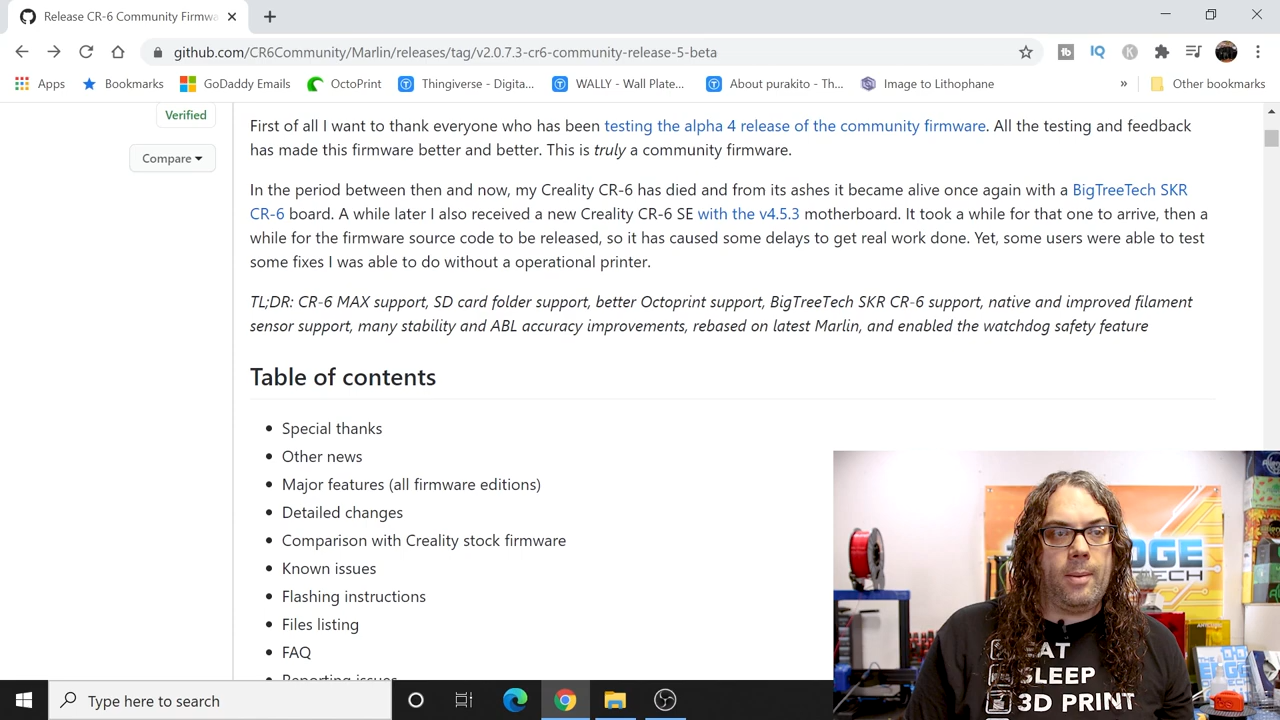 Release CR-6 Community Firmwa
github.com/CR6Community/Marlin/releases/tag/v2.0.7.3-cr6-community-release-5-beta
Apps Bookmarks GoDaddy Emails OctoPrint Thingiverse - Digita... WALLY - Wall Plate... About purakito - Th... Image to Lithophane » Other bookmarks
Verified
Compare
First of all I want to thank everyone who has been testing the alpha 4 release of the community firmware. All the testing and feedback
has made this firmware better and better. This is truly a community firmware.
In the period between then and now, my Creality CR-6 has died and from its ashes it became alive once again with a BigTreeTech SKR
CR-6 board. A while later I also received a new Creality CR-6 SE with the v4.5.3 motherboard. It took a while for that one to arrive, then a
while for the firmware source code to be released, so it has caused some delays to get real work done. Yet, some users were able to test
some fixes I was able to do without a operational printer.
TL;DR: CR-6 MAX support, SD card folder support, better Octoprint support, BigTreeTech SKR CR-6 support, native and improved filament
sensor support, many stability and ABL accuracy improvements, rebased on latest Marlin, and enabled the watchdog safety feature
Table of contents
Special thanks
Other news
Major features (all firmware editions)
Detailed changes
Comparison with Creality stock firmware
Known issues
Flashing instructions
Files listing
FAQ
Reporting issues
EAT
SLEEP
3D PRINT
Type here to search